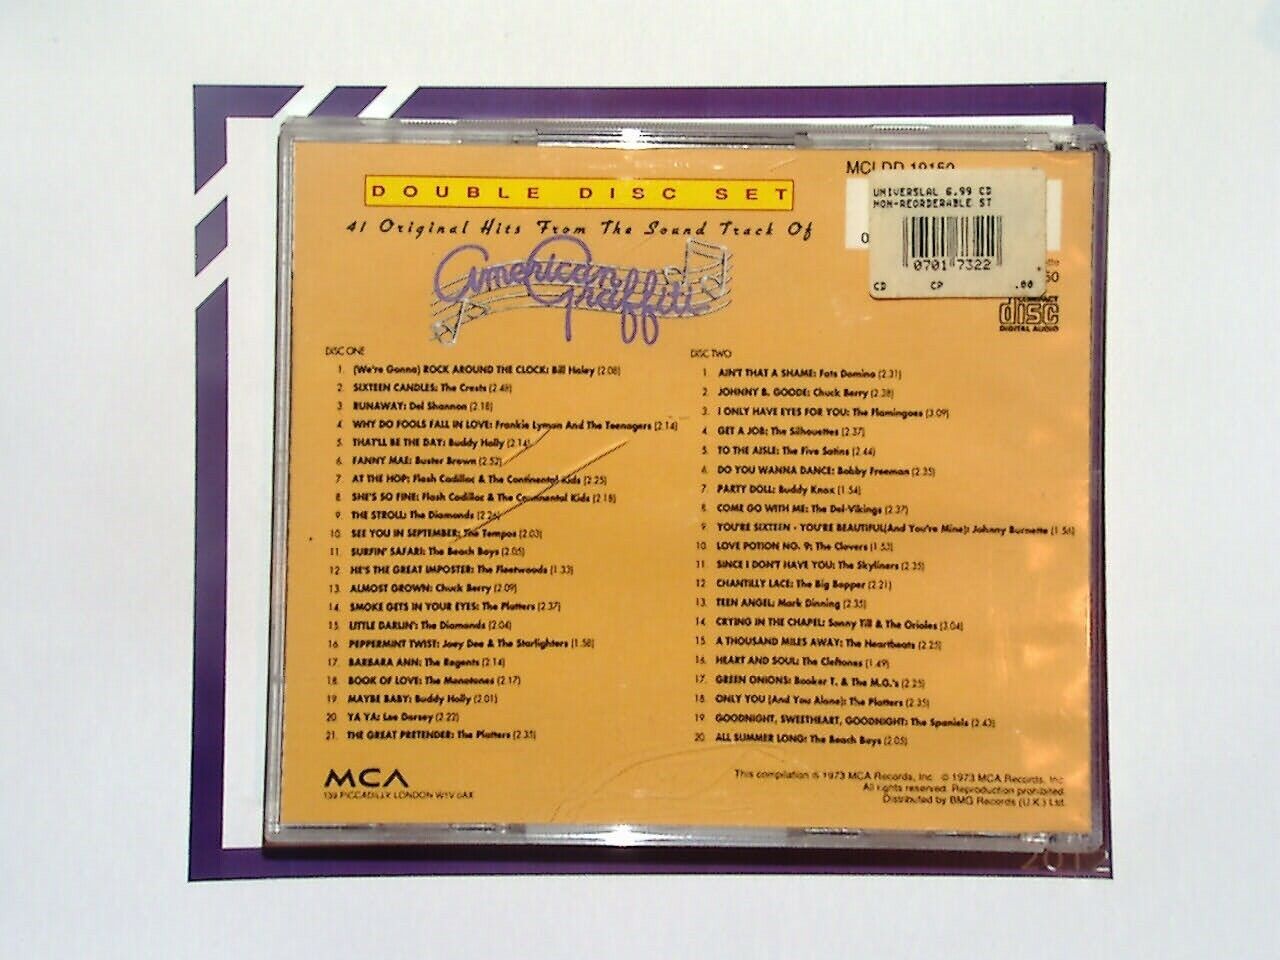 DOUBLE DISC SET
41 Original Hits From The Sound Track Of
American Graffiti
UNIVERSLAL 6.99 CD
NON-REORDERABLE ST
0701 7322
CD CP .00
COMPACT
disc
DIGITAL AUDIO
DISC ONE
1. (We're Gonna) ROCK AROUND THE CLOCK: Bill Haley (2.08)
2. SIXTEEN CANDLES: The Crests (2.48)
3. RUNAWAY: Del Shannon (2.18)
4. WHY DO FOOLS FALL IN LOVE: Frankie Lyman And The Teenagers (2.14)
5. THAT'LL BE THE DAY: Buddy Holly (2.14)
6. FANNY MAE: Buster Brown (2.52)
7. AT THE HOP: Flash Cadillac & The Continental Kids (2.25)
8. SHE'S SO FINE: Flash Cadillac & The Continental Kids (2.18)
9. THE STROLL: The Diamonds (2.26)
10. SEE YOU IN SEPTEMBER: The Tempos (2.03)
11. SURFIN' SAFARI: The Beach Boys (2.05)
12. HE'S THE GREAT IMPOSTER: The Fleetwoods (1.33)
13. ALMOST GROWN: Chuck Berry (2.09)
14. SMOKE GETS IN YOUR EYES: The Platters (2.37)
15. LITTLE DARLIN': The Diamonds (2.04)
16. PEPPERMINT TWIST: Joey Dee & The Starlighters (1.58)
17. BARBARA ANN: The Regents (2.14)
18. BOOK OF LOVE: The Monotones (2.17)
19. MAYBE BABY: Buddy Holly (2.01)
20. YA YA: Lee Dorsey (2.22)
21. THE GREAT PRETENDER: The Platters (2.35)
DISC TWO
1. AIN'T THAT A SHAME: Fats Domino (2.31)
2. JOHNNY B. GOODE: Chuck Berry (2.38)
3. I ONLY HAVE EYES FOR YOU: The Flamingoes (3.09)
4. GET A JOB: The Silhouettes (2.37)
5. TO THE AISLE: The Five Satins (2.44)
6. DO YOU WANNA DANCE: Bobby Freeman (2.35)
7. PARTY DOLL: Buddy Knox (1.54)
8. COME GO WITH ME: The Del-Vikings (2.37)
9. YOU'RE SIXTEEN - YOU'RE BEAUTIFUL(And You're Mine): Johnny Burnette (1.56)
10. LOVE POTION NO. 9: The Clovers (1.53)
11. SINCE I DON'T HAVE YOU: The Skyliners (2.35)
12. CHANTILLY LACE: The Big Bopper (2.21)
13. TEEN ANGEL: Mark Dinning (2.35)
14. CRYING IN THE CHAPEL: Sonny Till & The Orioles (3.04)
15. A THOUSAND MILES AWAY: The Heartbeats (2.25)
16. HEART AND SOUL: The Cleftones (1.49)
17. GREEN ONIONS: Booker T. & The M.G.'s (2.25)
18. ONLY YOU (And You Alone): The Platters (2.35)
19. GOODNIGHT, SWEETHEART, GOODNIGHT: The Spaniels (2.43)
20. ALL SUMMER LONG: The Beach Boys (2.05)
MCA
139 PICCADILLY LONDON W1V 0AX
This compilation ℗ 1973 MCA Records, Inc. © 1973 MCA Records, Inc.
All rights reserved. Reproduction prohibited.
Distributed by BMG Records (U.K.) Ltd.